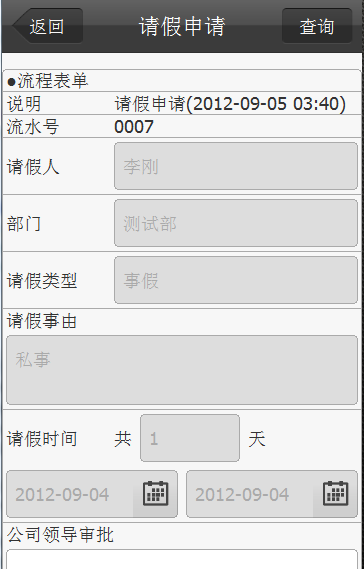 返回 请假申请 查询
●流程表单
说明 请假申请(2012-09-05 03:40)
流水号 0007
请假人 李刚
部门 测试部
请假类型 事假
请假事由
私事
请假时间 共 1 天
2012-09-04 2012-09-04
公司领导审批